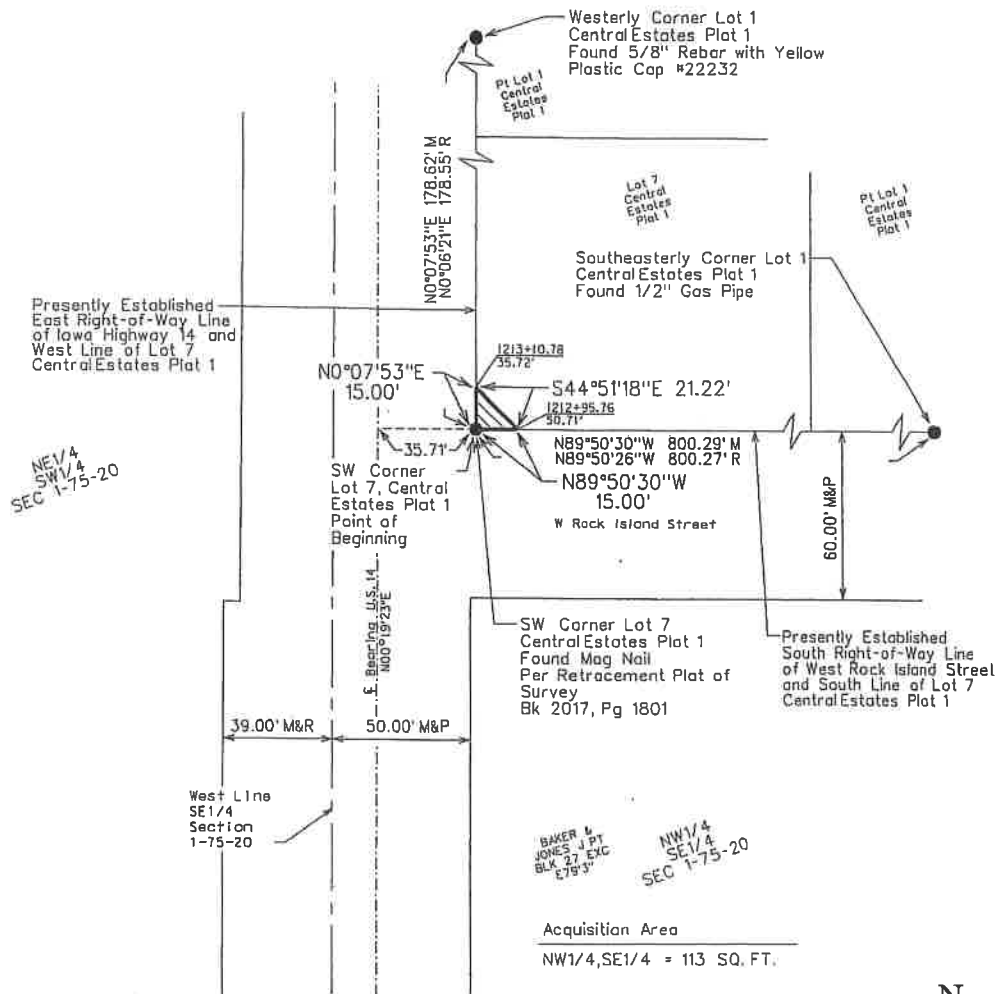 Westerly Corner Lot 1
Central Estates Plat 1
Found 5/8" Rebar with Yellow
Plastic Cap #22232
Pt Lot 1
Central
Estates
Plat 1
N0°07'53"E 178.62' M
N0°06'21"E 178.55' R
Lot 7
Central
Estates
Plat 1
Pt Lot 1
Central
Estates
Plat 1
Southeasterly Corner Lot 1
Central Estates Plat 1
Found 1/2" Gas Pipe
Presently Established
East Right-of-Way Line
of Iowa Highway 14 and
West Line of Lot 7
Central Estates Plat 1
1213+10.78
35.72'
N0°07'53"E
15.00'
S44°51'18"E 21.22'
1212+95.76
50.71'
35.71'
N89°50'30"W 800.29' M
N89°50'26"W 800.27' R
N89°50'30"W
15.00'
W Rock Island Street
NE1/4
SW1/4
SEC 1-75-20
SW Corner
Lot 7, Central
Estates Plat 1
Point of
Beginning
60.00' M&P
℄ Bearing U.S. 14
N00°19'23"E
SW Corner Lot 7
Central Estates Plat 1
Found Mag Nail
Per Retracement Plat of
Survey
Bk 2017, Pg 1801
Presently Established
South Right-of-Way Line
of West Rock Island Street
and South Line of Lot 7
Central Estates Plat 1
39.00' M&R
50.00' M&P
West Line
SE1/4
Section
1-75-20
BAKER &
JONES J PT
BLK 27 EXC
E79'3"
NW1/4
SE1/4
SEC 1-75-20
Acquisition Area
NW1/4,SE1/4 = 113 SQ. FT.
N